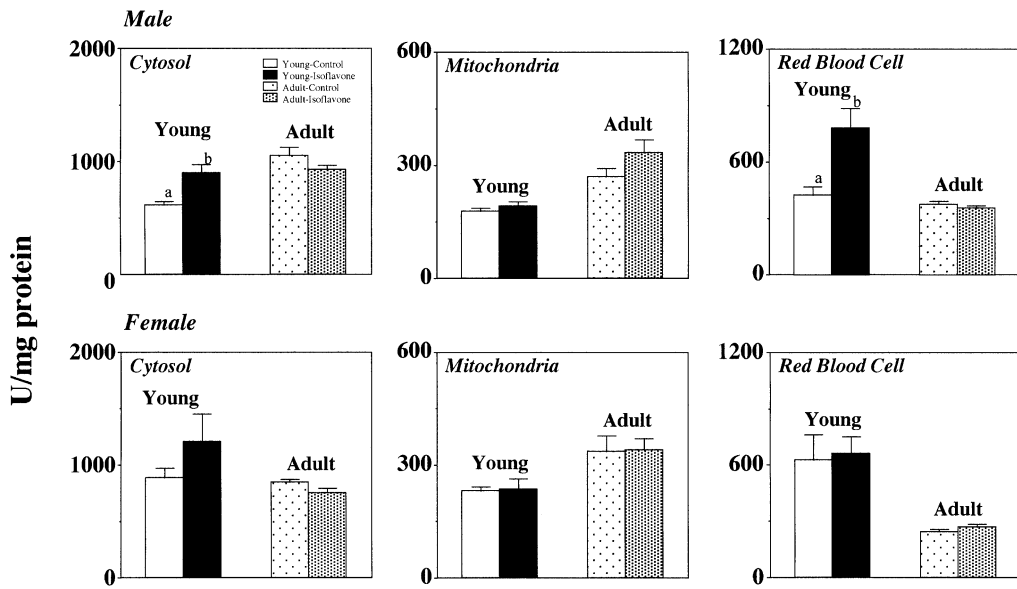 Male
2000
1000
0
Cytosol
Young-Control
Young-Isoflavone
Adult-Control
Adult-Isoflavone
Young
Adult
a
b
600
300
0
Mitochondria
Young
Adult
1200
600
0
Red Blood Cell
Young
b
a
Adult
U/mg protein
Female
2000
1000
0
Cytosol
Young
Adult
600
300
0
Mitochondria
Young
Adult
1200
600
0
Red Blood Cell
Young
Adult